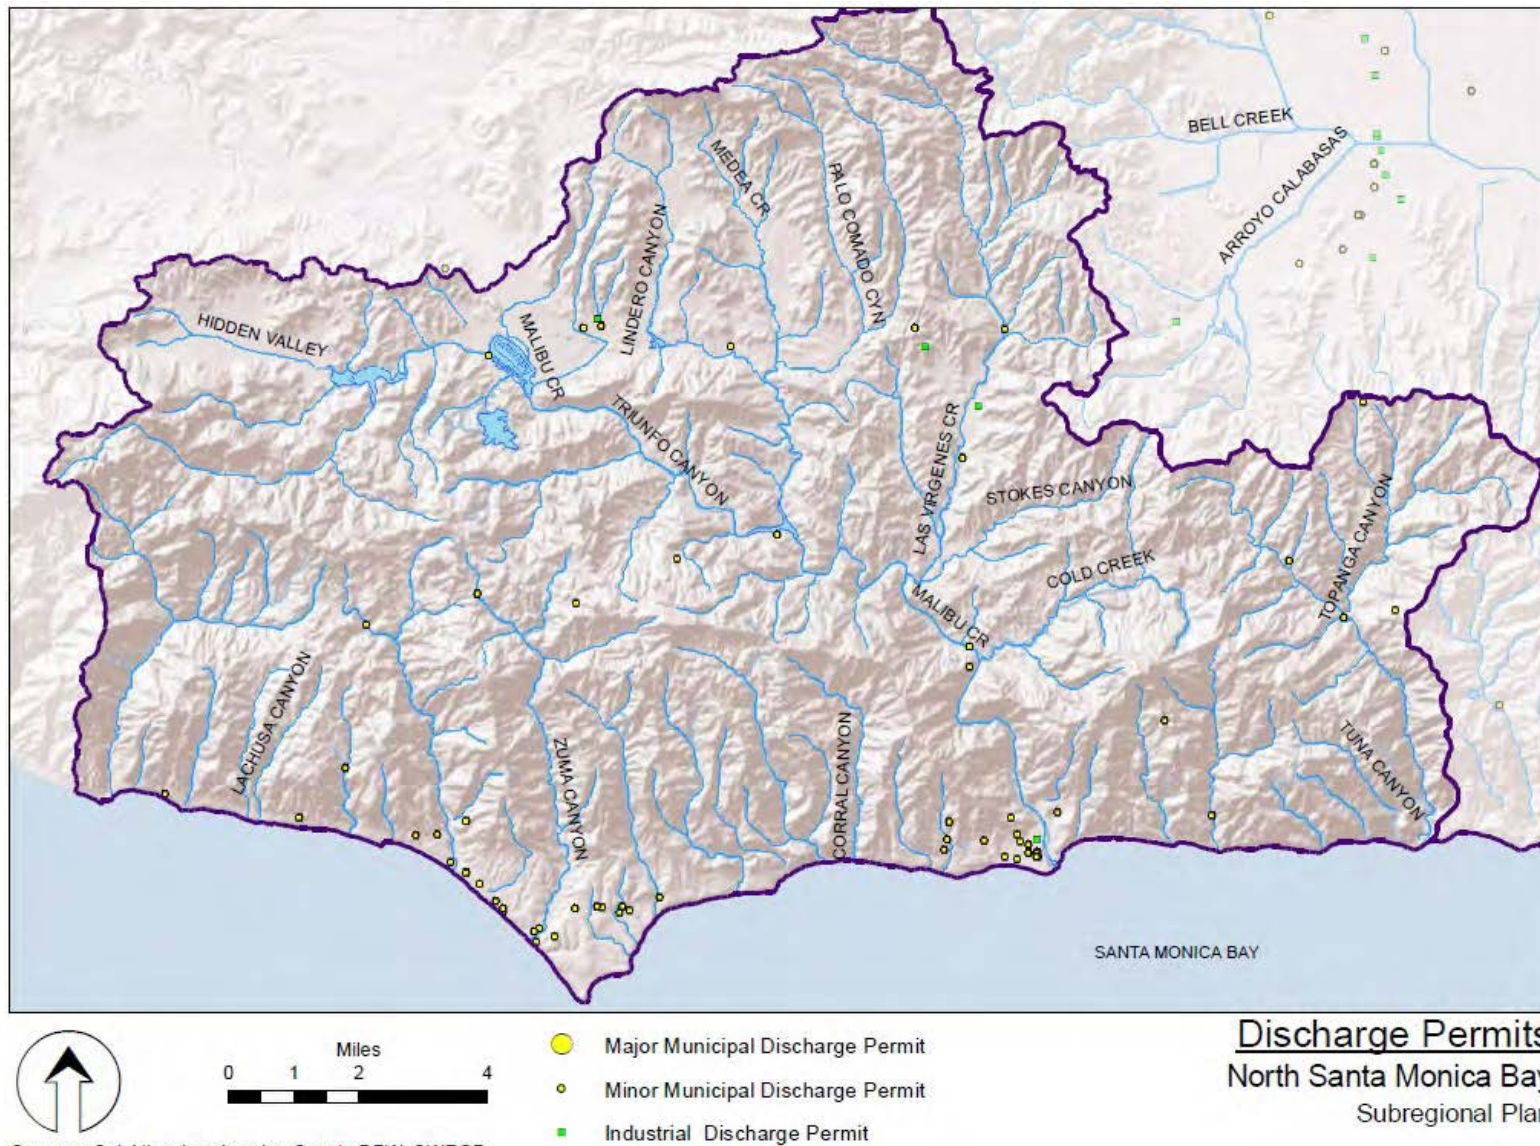 BELL CREEK
ARROYO CALABASAS
MEDEA CR
PALO COMADO CYN
LINDERO CANYON
HIDDEN VALLEY
MALIBU CR
TRIUNFO CANYON
LAS VIRGENES CR
STOKES CANYON
COLD CREEK
TOPANGA CANYON
MALIBU CR
LACHUSA CANYON
ZUMA CANYON
CORRAL CANYON
TUNA CANYON
SANTA MONICA BAY
Miles
0 1 2 4
Major Municipal Discharge Permit
Minor Municipal Discharge Permit
Industrial Discharge Permit
Discharge Permits
North Santa Monica Bay
Subregional Plan